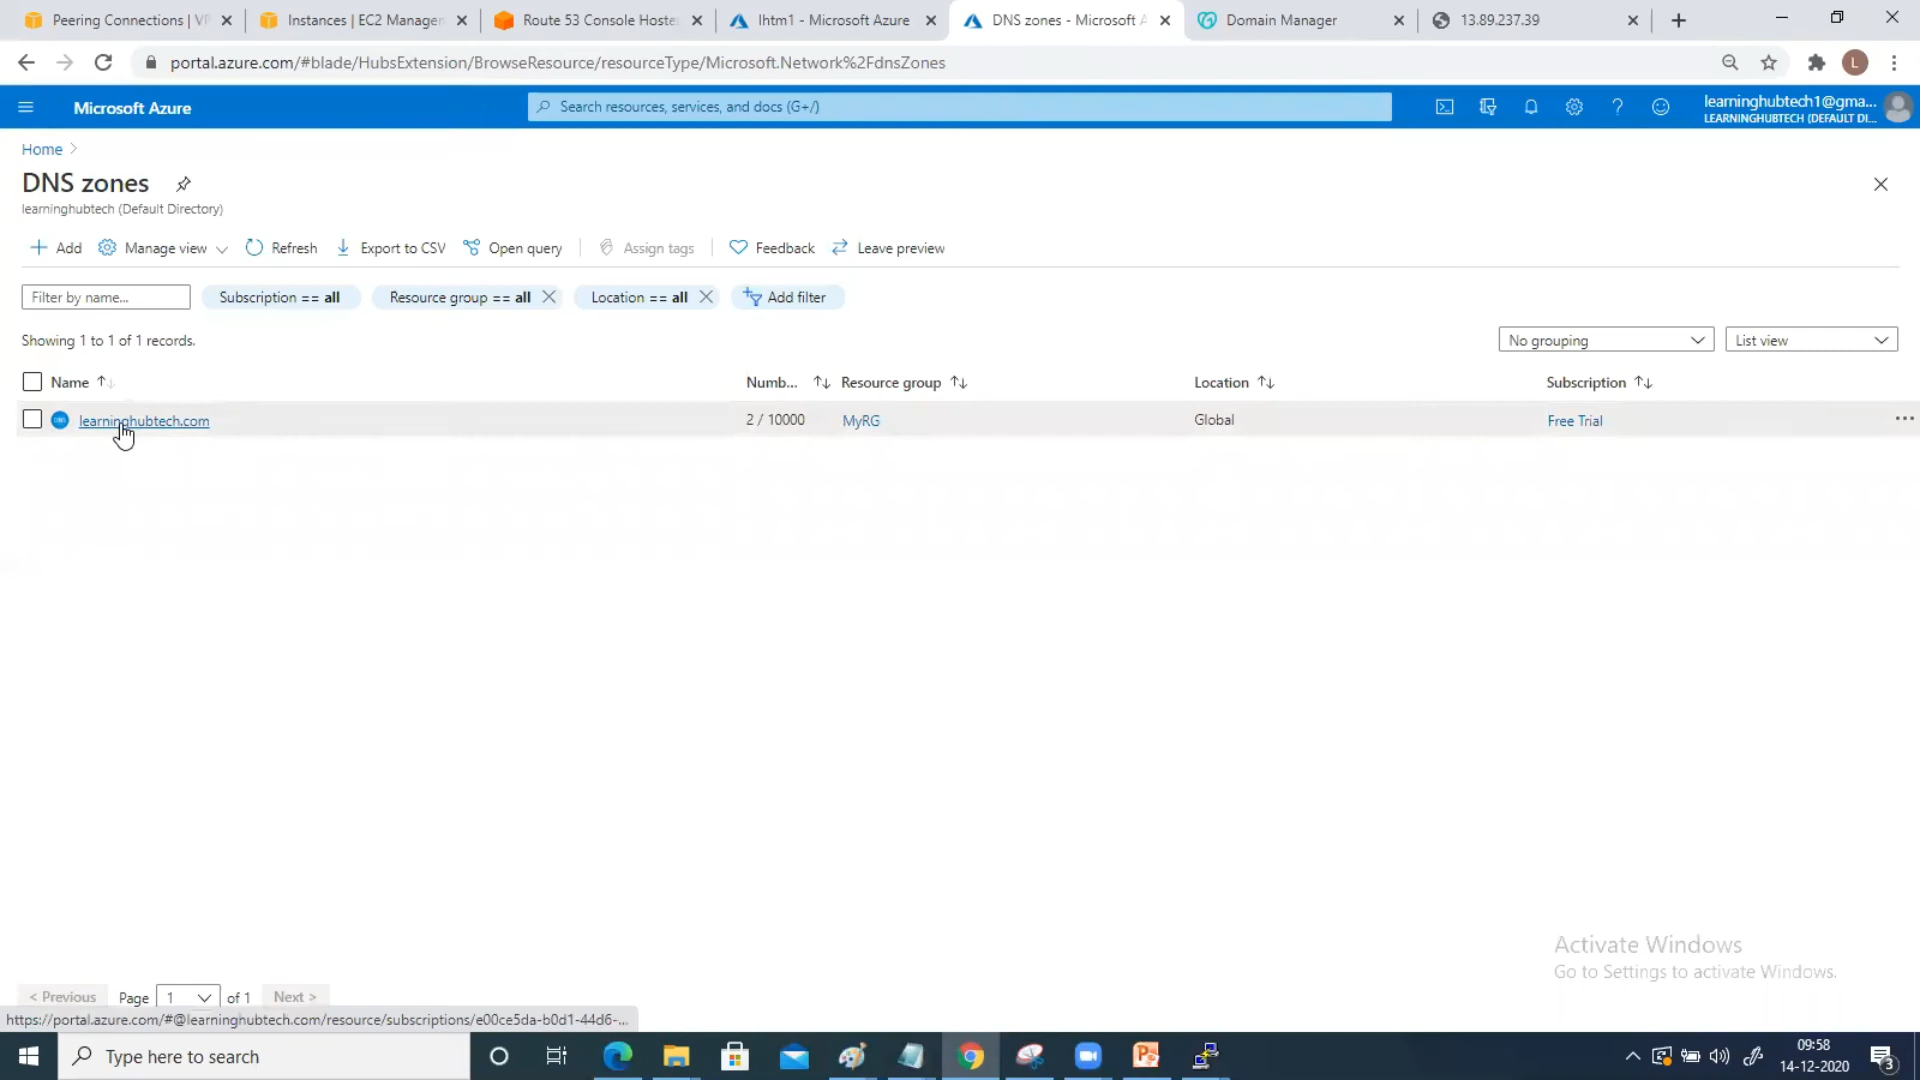 Peering Connections | VP
Instances | EC2 Managem
Route 53 Console Hosted
lhtm1 - Microsoft Azure
DNS zones - Microsoft A
Domain Manager
13.89.237.39
portal.azure.com/#blade/HubsExtension/BrowseResource/resourceType/Microsoft.Network%2FdnsZones
L
Microsoft Azure
Search resources, services, and docs (G+/)
learninghubtech1@gma...
LEARNINGHUBTECH (DEFAULT DI...
Home
DNS zones
learninghubtech (Default Directory)
Add
Manage view
Refresh
Export to CSV
Open query
Assign tags
Feedback
Leave preview
Filter by name...
Subscription == all
Resource group == all
Location == all
Add filter
Showing 1 to 1 of 1 records.
No grouping
List view
Name
Numb...
Resource group
Location
Subscription
learninghubtech.com
2 / 10000
MyRG
Global
Free Trial
Activate Windows
Go to Settings to activate Windows.
< Previous
Page 1 of 1
Next >
https://portal.azure.com/#@learninghubtech.com/resource/subscriptions/e00ce5da-b0d1-44d6-...
Type here to search
09:58
14-12-2020
3